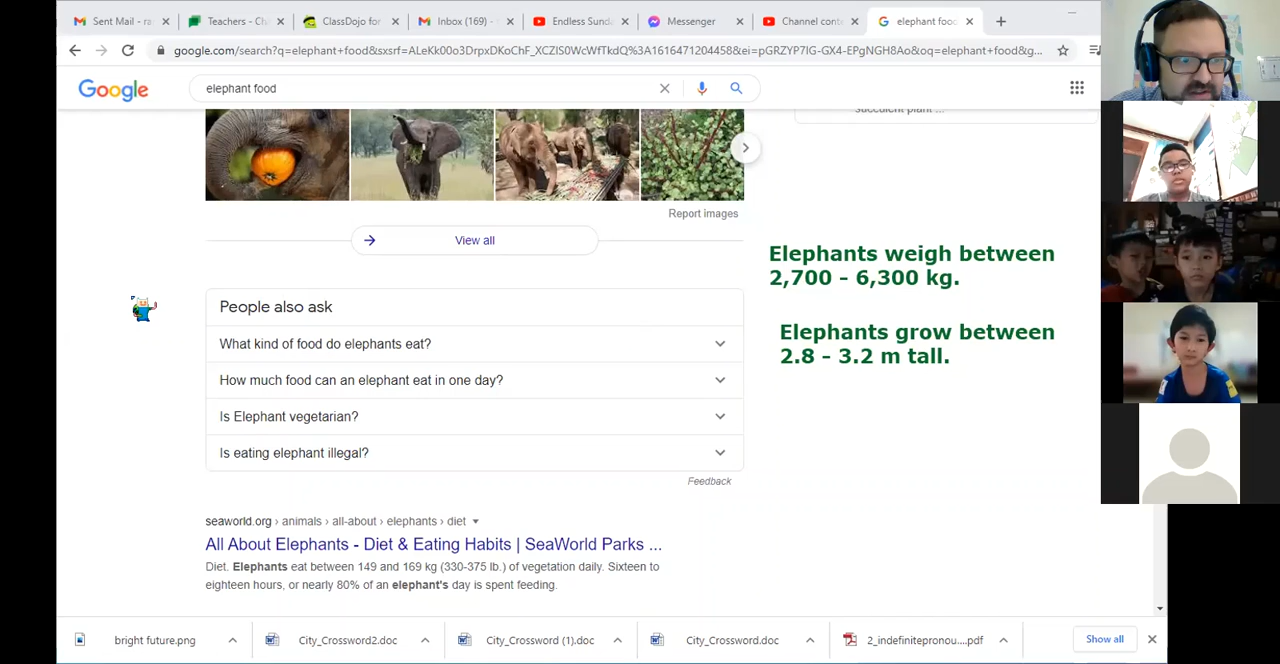 Sent Mail - ra
Teachers - Ch
ClassDojo for
Inbox (169) -
Endless Sunda
Messenger
Channel conte
elephant food
google.com/search?q=elephant+food&sxsrf=ALeKk00o3DrpxDKoChF_XCZIS0WcWfTkdQ%3A1616471204458&ei=pGRZYP7IG-GX4-EPgNGH8Ao&oq=elephant+food&g...
Google
elephant food
succulent plant ...
Report images
View all
Elephants weigh between
2,700 - 6,300 kg.
People also ask
What kind of food do elephants eat?
Elephants grow between
2.8 - 3.2 m tall.
How much food can an elephant eat in one day?
Is Elephant vegetarian?
Is eating elephant illegal?
Feedback
seaworld.org › animals › all-about › elephants › diet
All About Elephants - Diet & Eating Habits | SeaWorld Parks ...
Diet. Elephants eat between 149 and 169 kg (330-375 lb.) of vegetation daily. Sixteen to
eighteen hours, or nearly 80% of an elephant's day is spent feeding.
bright future.png
City_Crossword2.doc
City_Crossword (1).doc
City_Crossword.doc
2_indefinitepronou....pdf
Show all